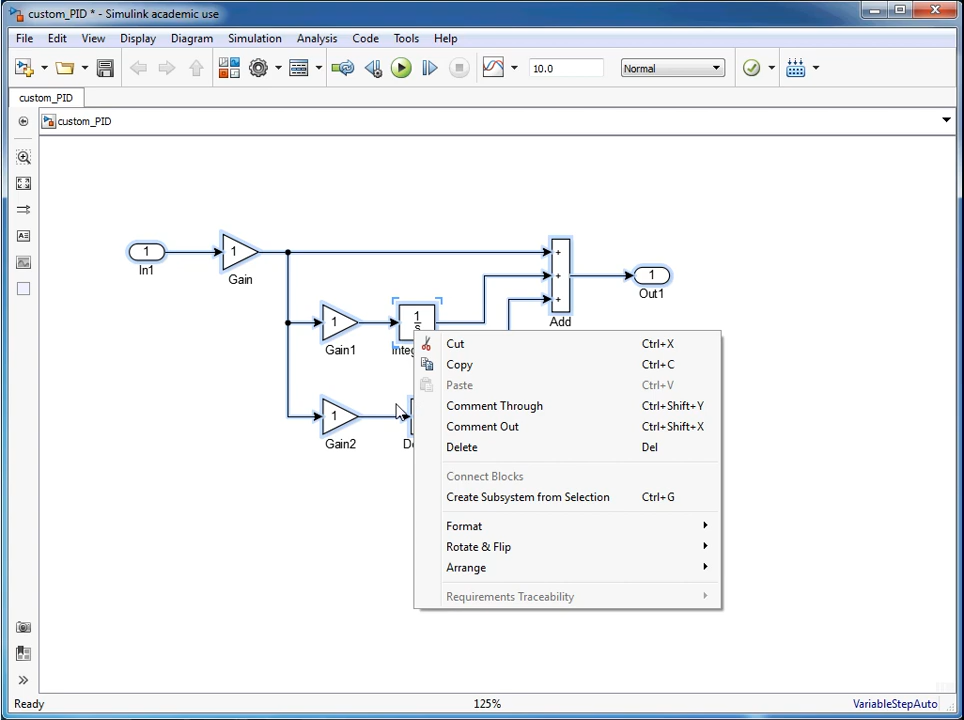 custom_PID * - Simulink academic use
File Edit View Display Diagram Simulation Analysis Code Tools Help
10.0 Normal
custom_PID
custom_PID
1
In1
1
Gain
1
Gain1
1
s
1
Gain2
+
+
+
Add
1
Out1
Cut Ctrl+X
Copy Ctrl+C
Paste Ctrl+V
Comment Through Ctrl+Shift+Y
Comment Out Ctrl+Shift+X
Delete Del
Connect Blocks
Create Subsystem from Selection Ctrl+G
Format
Rotate & Flip
Arrange
Requirements Traceability
Ready 125% VariableStepAuto